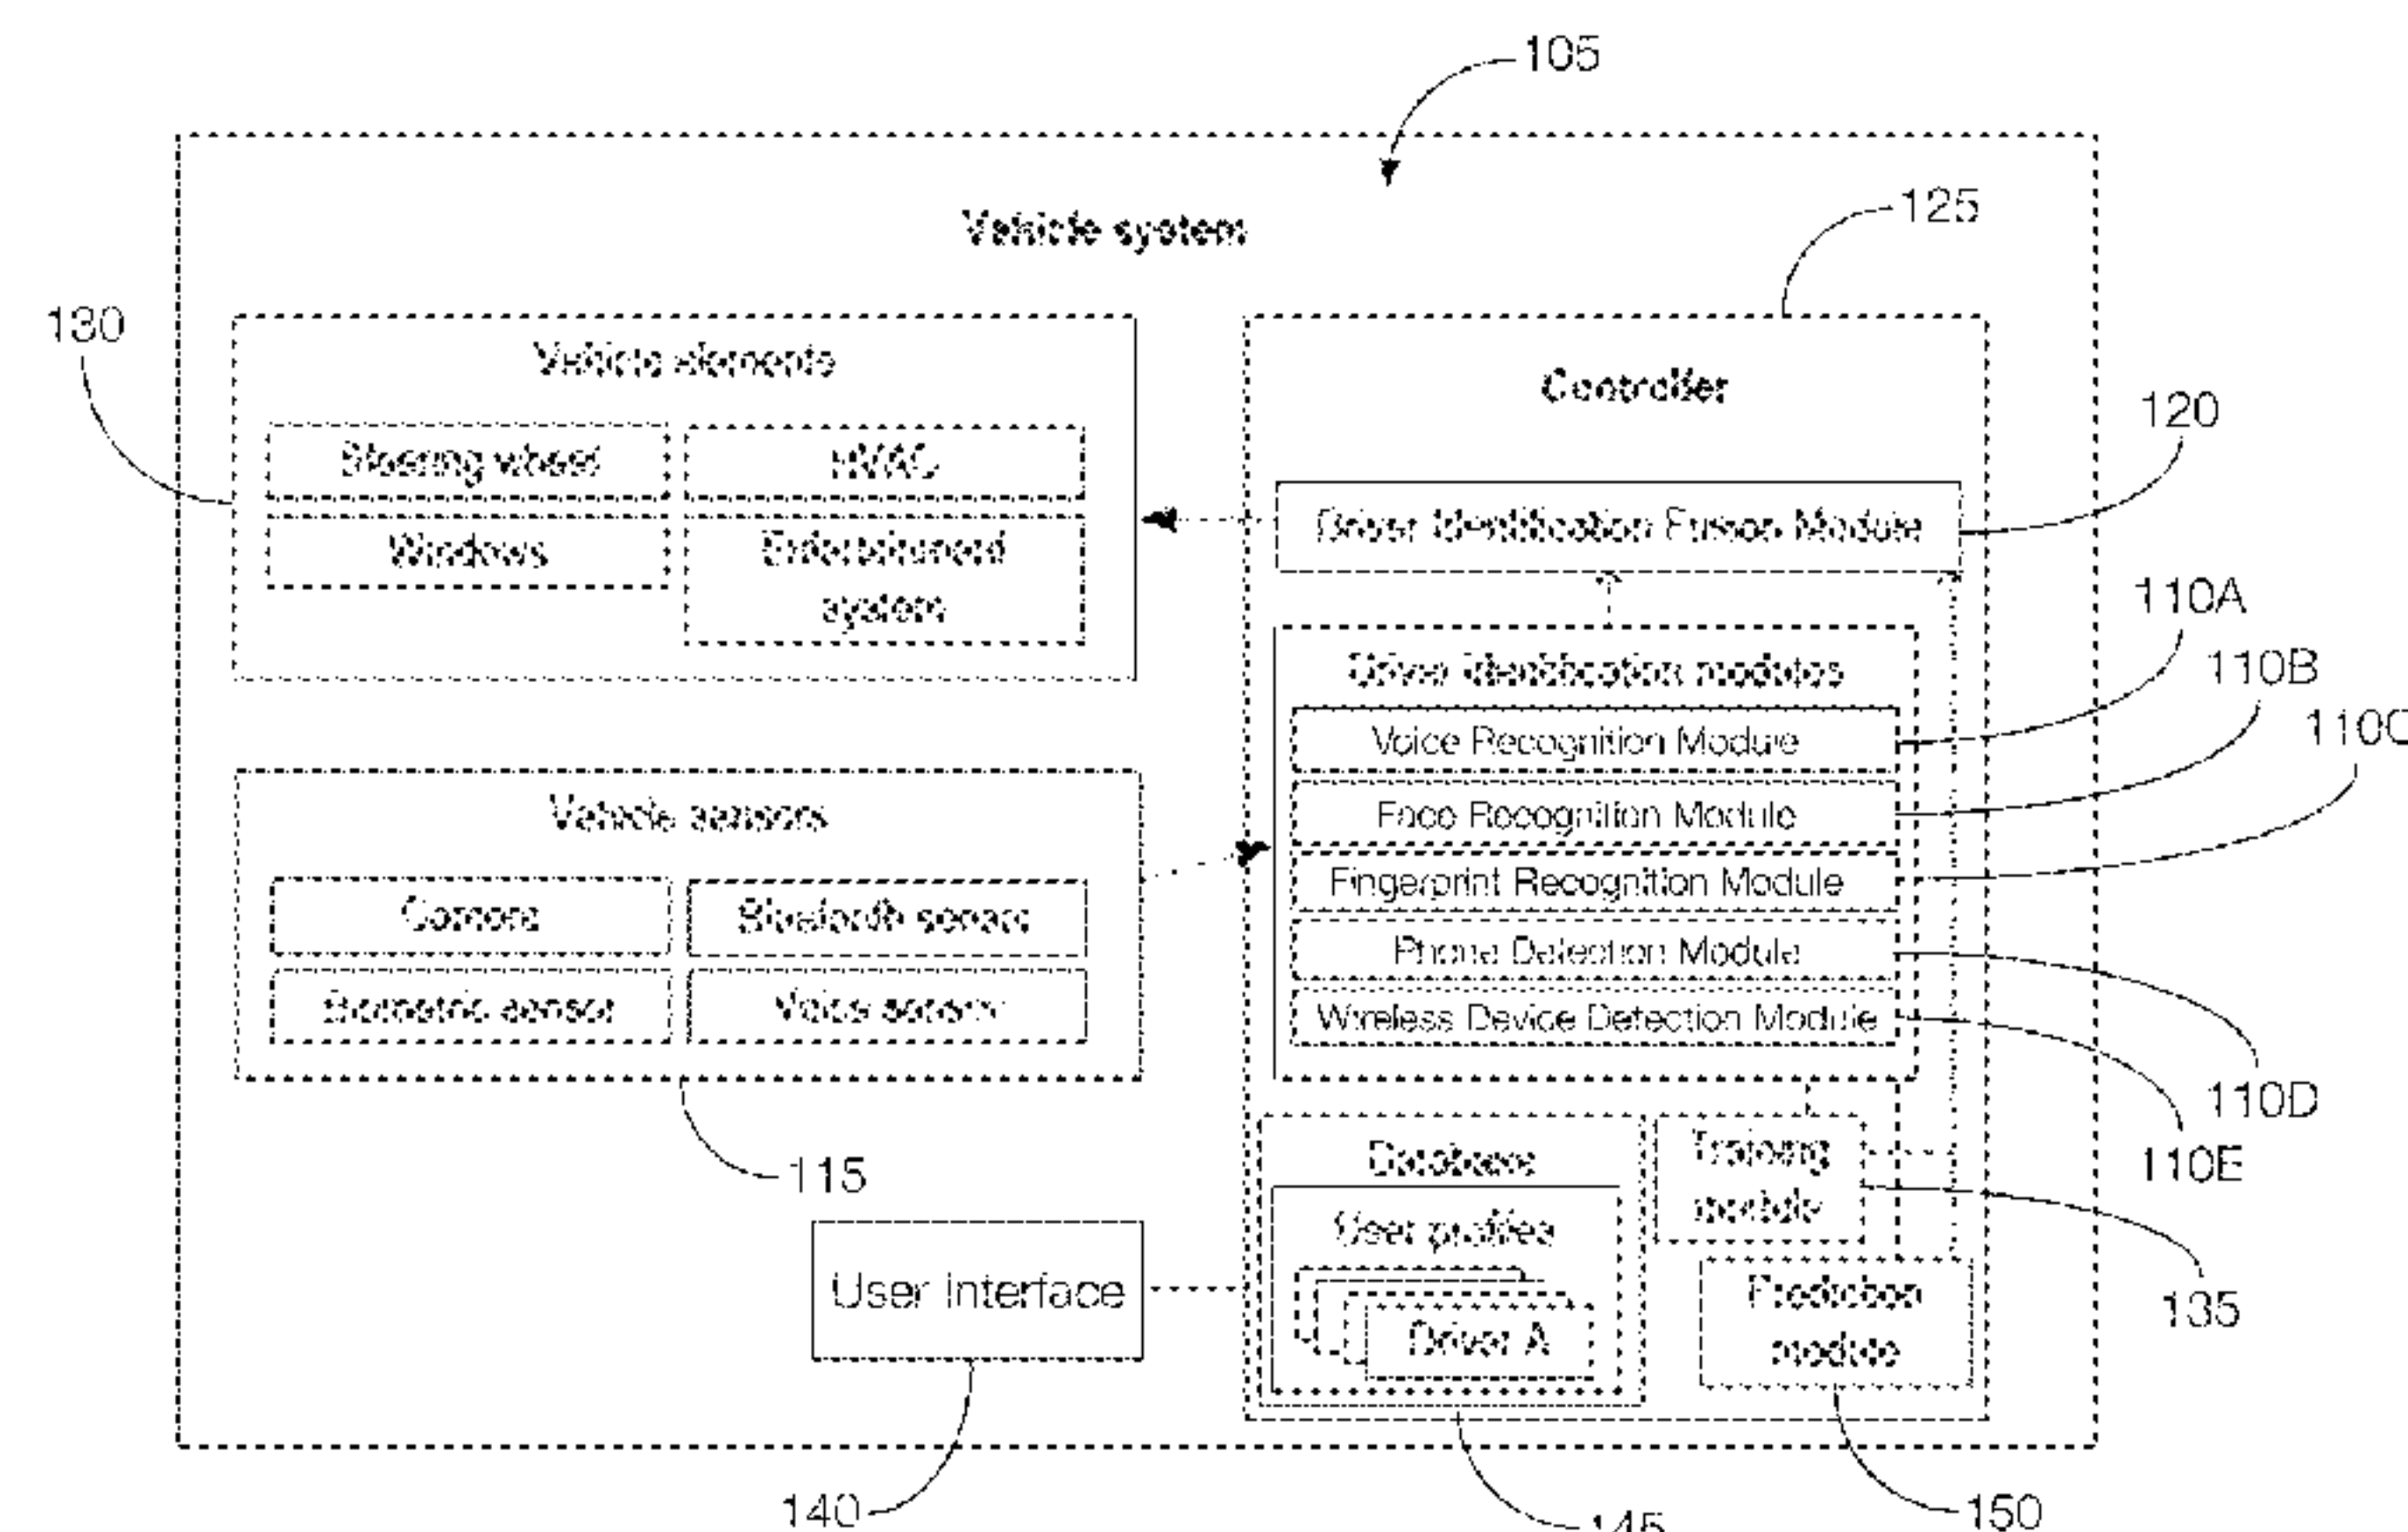 105
Vehicle system
125
130
Vehicle elements
Controller
120
Steering wheel
HVAC
Windows
Entertainment
system
Driver Identification Fusion Module
110A
Driver identification modules
110B
Voice Recognition Module
110C
Vehicle sensors
Face Recognition Module
Fingerprint Recognition Module
Camera
Bluetooth sensor
Phone Detection Module
Biometric sensor
Voice sensor
Wireless Device Detection Module
110D
110E
115
Database
Training
module
User profiles
User Interface
Driver A
Prediction
module
135
140
145
150